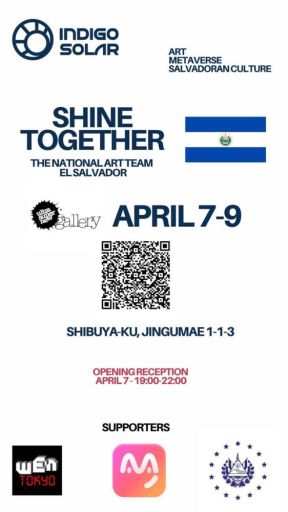 INDIGO
SOLAR
ART
METAVERSE
SALVADORAN CULTURE
SHINE
TOGETHER
THE NATIONAL ART TEAM
EL SALVADOR
gallery
APRIL 7-9
SHIBUYA-KU, JINGUMAE 1-1-3
OPENING RECEPTION
APRIL 7 - 19:00-22:00
SUPPORTERS
WEN
TOKYO